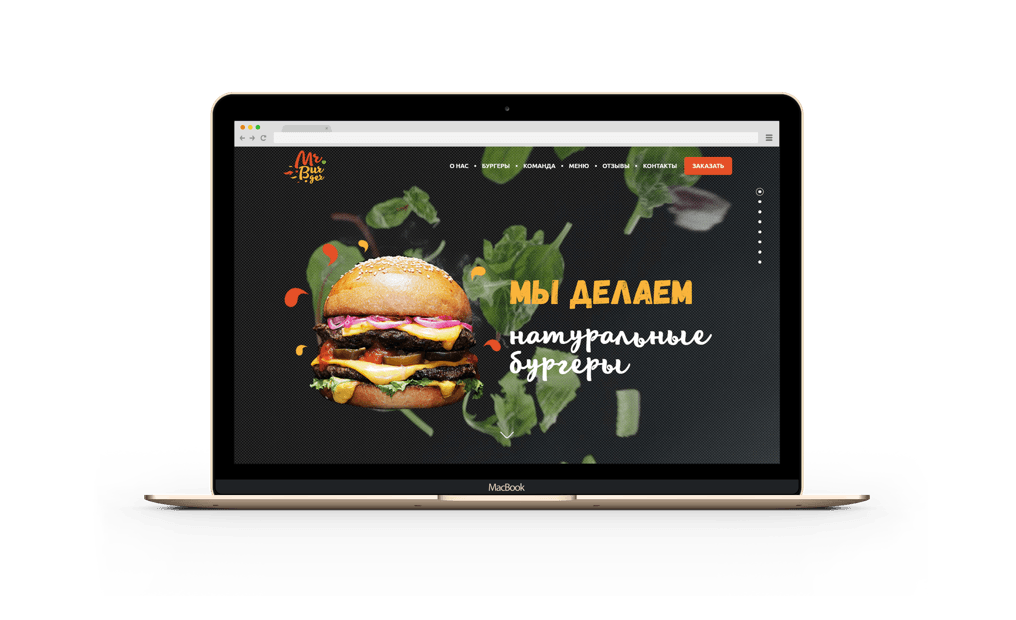 Mr.
Bur
ger
О НАС • БУРГЕРЫ • КОМАНДА • МЕНЮ • ОТЗЫВЫ • КОНТАКТЫ ЗАКАЗАТЬ
МЫ ДЕЛАЕМ
натуральные
бургеры
MacBook